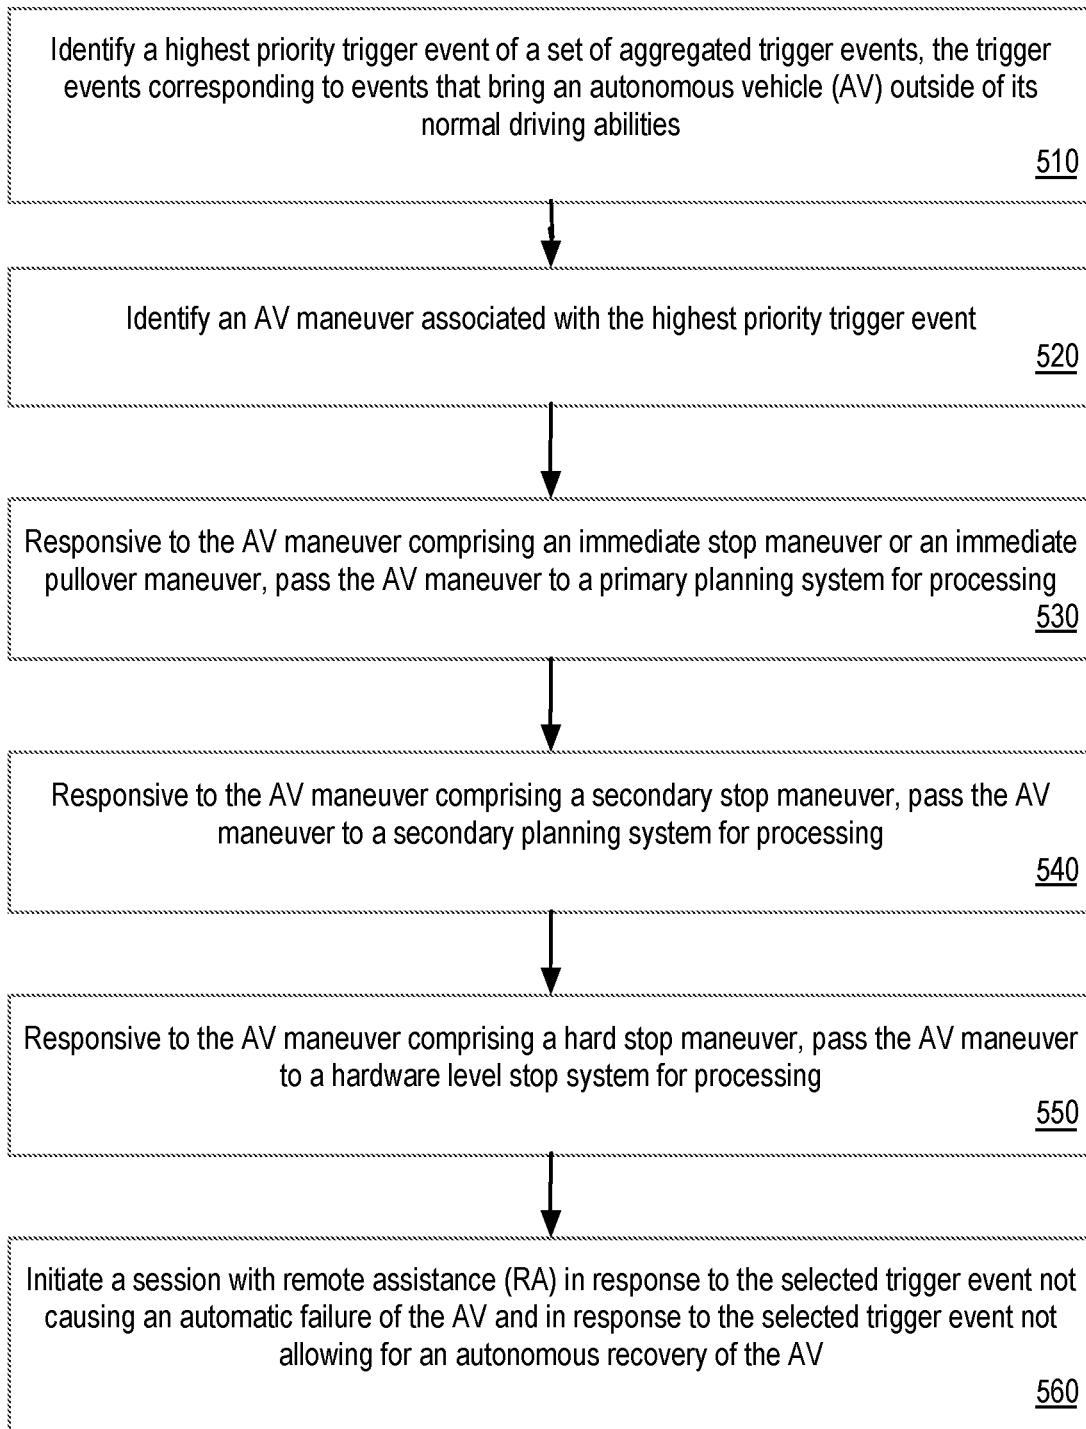 Identify a highest priority trigger event of a set of aggregated trigger events, the trigger
events corresponding to events that bring an autonomous vehicle (AV) outside of its
normal driving abilities
510
Identify an AV maneuver associated with the highest priority trigger event
520
Responsive to the AV maneuver comprising an immediate stop maneuver or an immediate
pullover maneuver, pass the AV maneuver to a primary planning system for processing
530
Responsive to the AV maneuver comprising a secondary stop maneuver, pass the AV
maneuver to a secondary planning system for processing
540
Responsive to the AV maneuver comprising a hard stop maneuver, pass the AV maneuver
to a hardware level stop system for processing
550
Initiate a session with remote assistance (RA) in response to the selected trigger event not
causing an automatic failure of the AV and in response to the selected trigger event not
allowing for an autonomous recovery of the AV
560